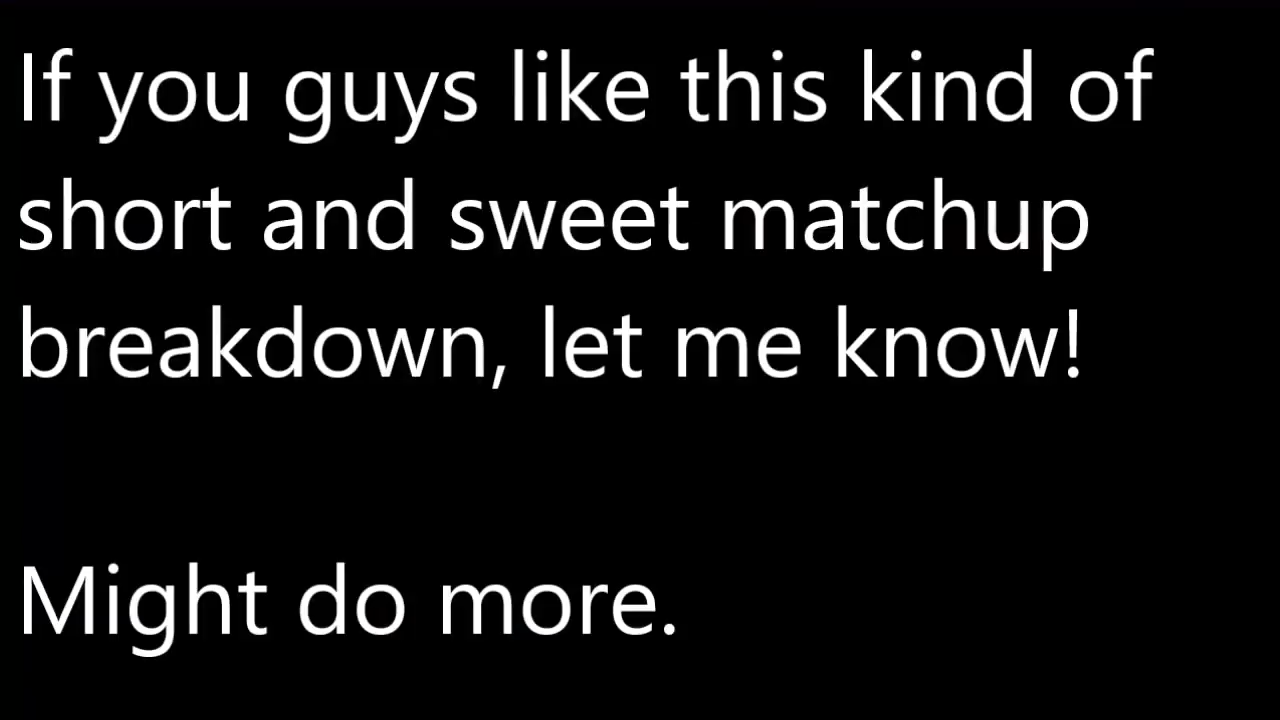 If you guys like this kind of
short and sweet matchup
breakdown, let me know!
Might do more.